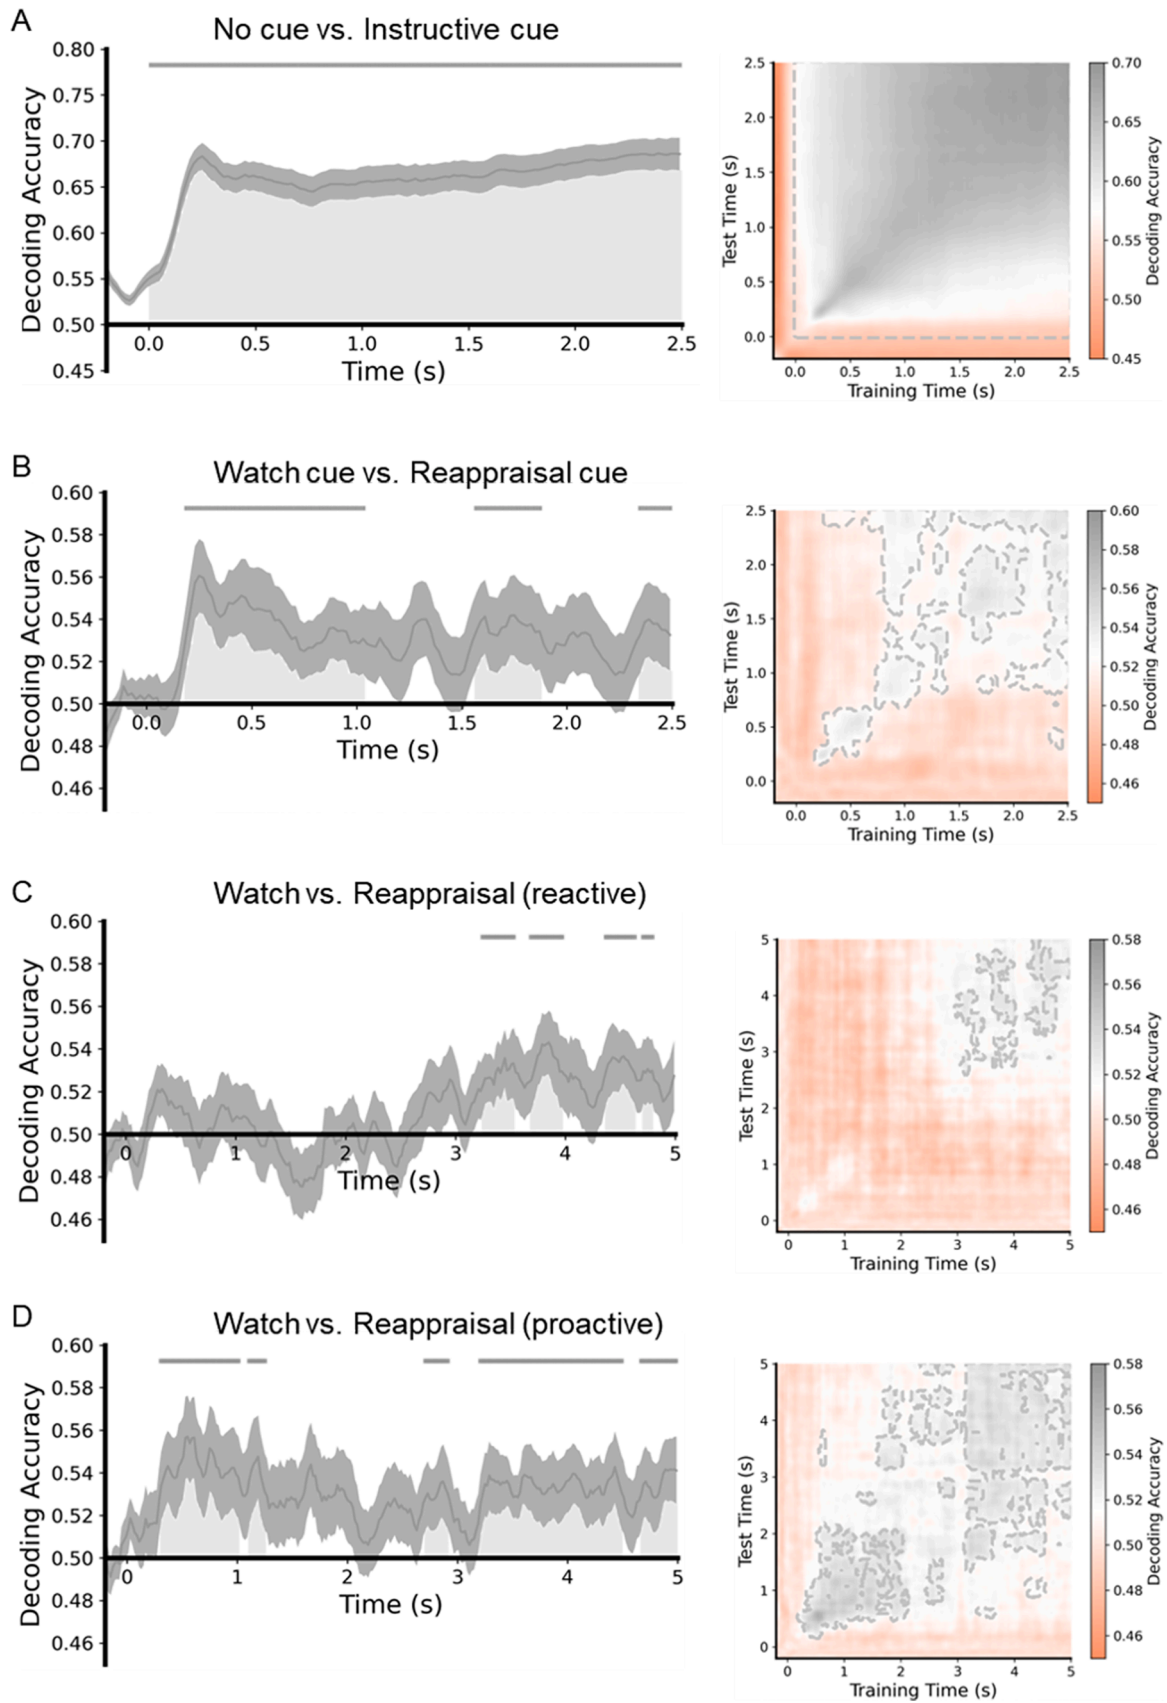 A
No cue vs. Instructive cue
0.80
0.75
0.70
0.65
0.60
0.55
0.50
0.45
Decoding Accuracy
0.0 0.5 1.0 1.5 2.0 2.5
Time (s)
2.5
2.0
1.5
1.0
0.5
0.0
Test Time (s)
0.0 0.5 1.0 1.5 2.0 2.5
Training Time (s)
0.70
0.65
0.60
0.55
0.50
0.45
Decoding Accuracy
B
Watch cue vs. Reappraisal cue
0.60
0.58
0.56
0.54
0.52
0.50
0.48
0.46
Decoding Accuracy
0.0 0.5 1.0 1.5 2.0 2.5
Time (s)
2.5
2.0
1.5
1.0
0.5
0.0
Test Time (s)
0.0 0.5 1.0 1.5 2.0 2.5
Training Time (s)
0.60
0.58
0.56
0.54
0.52
0.50
0.48
0.46
Decoding Accuracy
C
Watch vs. Reappraisal (reactive)
0.60
0.58
0.56
0.54
0.52
0.50
0.48
0.46
Decoding Accuracy
0 1 2 3 4 5
Time (s)
5
4
3
2
1
0
Test Time (s)
0 1 2 3 4 5
Training Time (s)
0.58
0.56
0.54
0.52
0.50
0.48
0.46
Decoding Accuracy
D
Watch vs. Reappraisal (proactive)
0.60
0.58
0.56
0.54
0.52
0.50
0.48
0.46
Decoding Accuracy
0 1 2 3 4 5
Time (s)
5
4
3
2
1
0
Test Time (s)
0 1 2 3 4 5
Training Time (s)
0.58
0.56
0.54
0.52
0.50
0.48
0.46
Decoding Accuracy